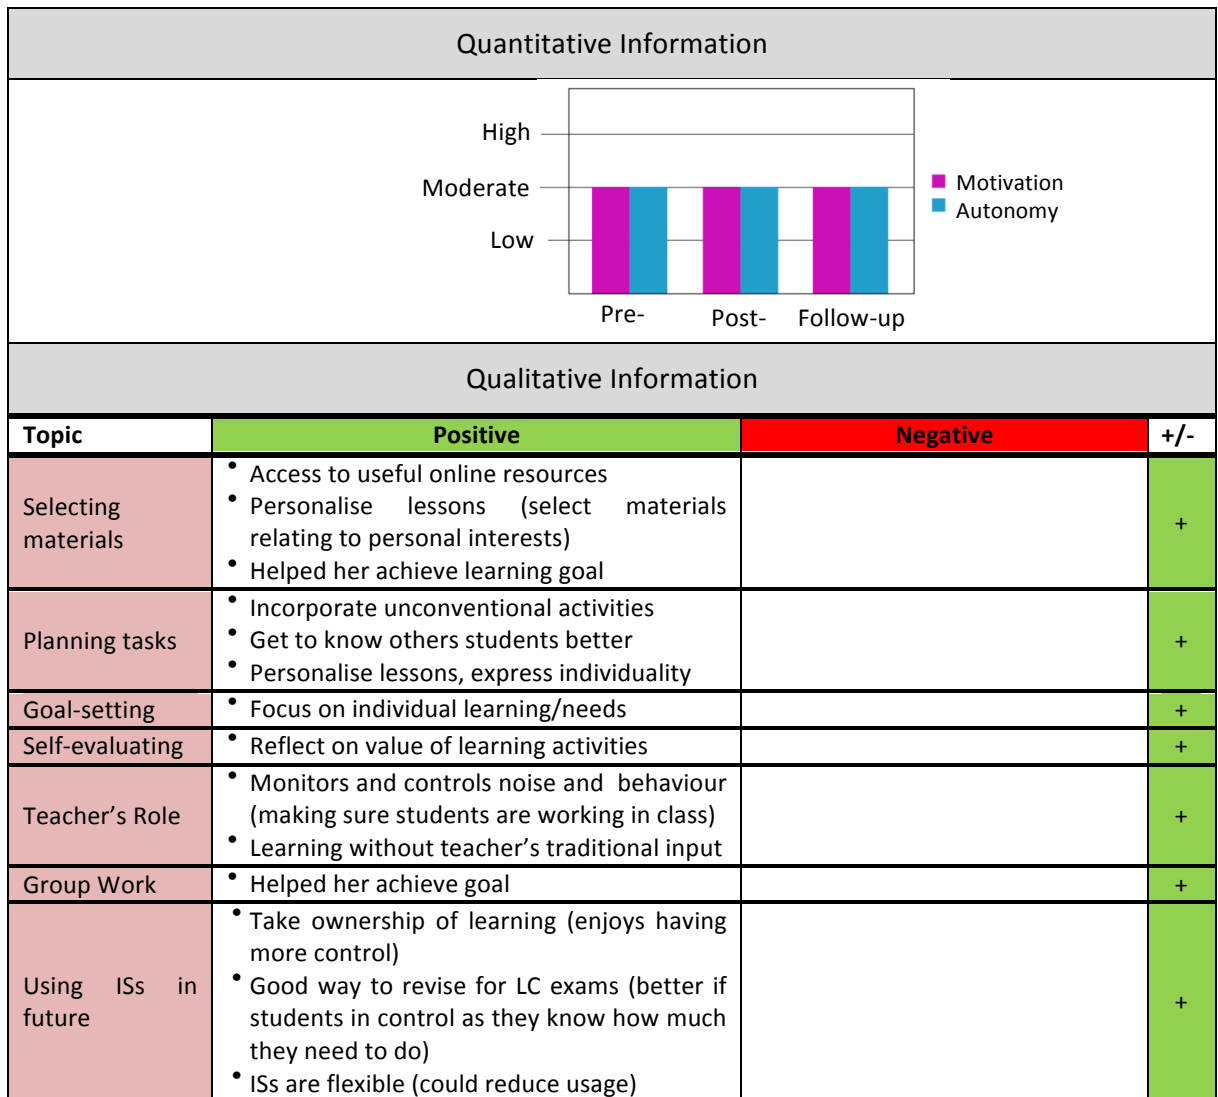 Quantitative Information
High
Moderate
Low
Motivation
Autonomy
Pre-
Post-
Follow-up
Qualitative Information
Topic
Positive
Negative
+/-
Selecting
materials
• Access to useful online resources
• Personalise lessons (select materials
relating to personal interests)
• Helped her achieve learning goal
+
Planning tasks
• Incorporate unconventional activities
• Get to know others students better
• Personalise lessons, express individuality
+
Goal-setting
• Focus on individual learning/needs
+
Self-evaluating
• Reflect on value of learning activities
+
Teacher’s Role
• Monitors and controls noise and behaviour
(making sure students are working in class)
• Learning without teacher’s traditional input
+
Group Work
• Helped her achieve goal
+
Using ISs in
future
• Take ownership of learning (enjoys having
more control)
• Good way to revise for LC exams (better if
students in control as they know how much
they need to do)
• ISs are flexible (could reduce usage)
+